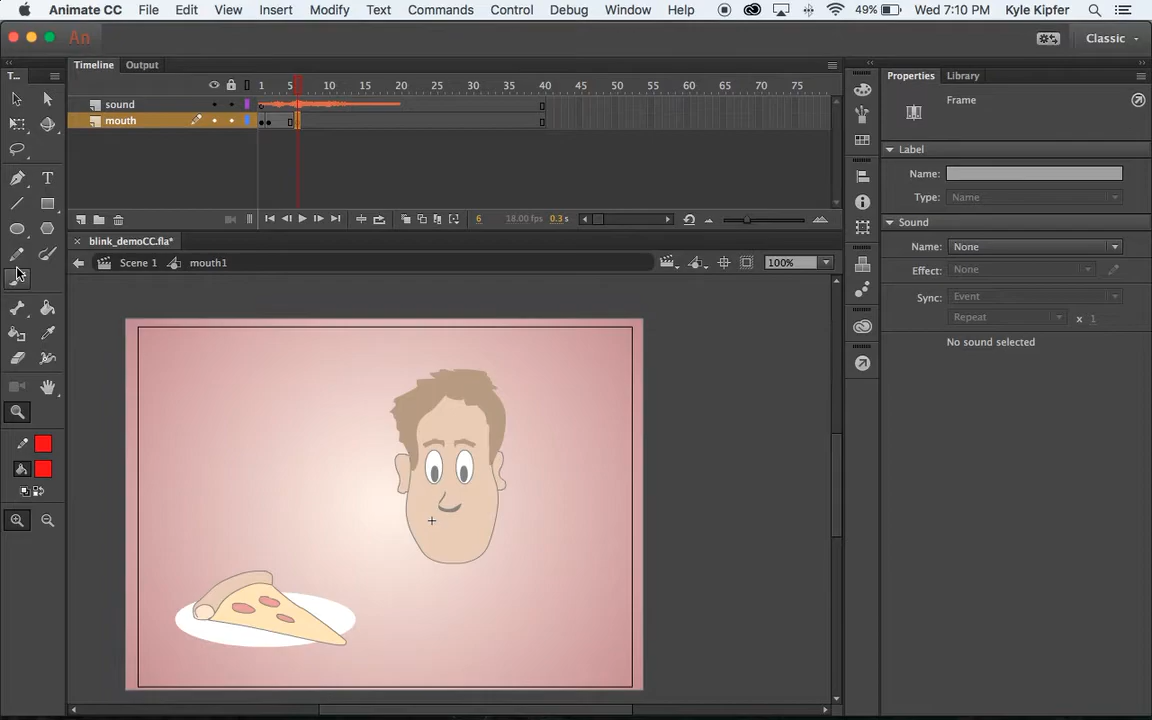 Animate CC File Edit View Insert Modify Text Commands Control Debug Window Help 49% Wed 7:10 PM Kyle Kipfer
An Classic
T... Timeline Output Properties Library
1 5 10 15 20 25 30 35 40 45 50 55 60 65 70 75
Frame
sound
mouth
Label
Name:
Type: Name
6 18.00 fps 0.3 s
Sound
blink_demoCC.fla*
Name: None
Scene 1 mouth1 100%
Effect: None
Sync: Event
Repeat x 1
No sound selected